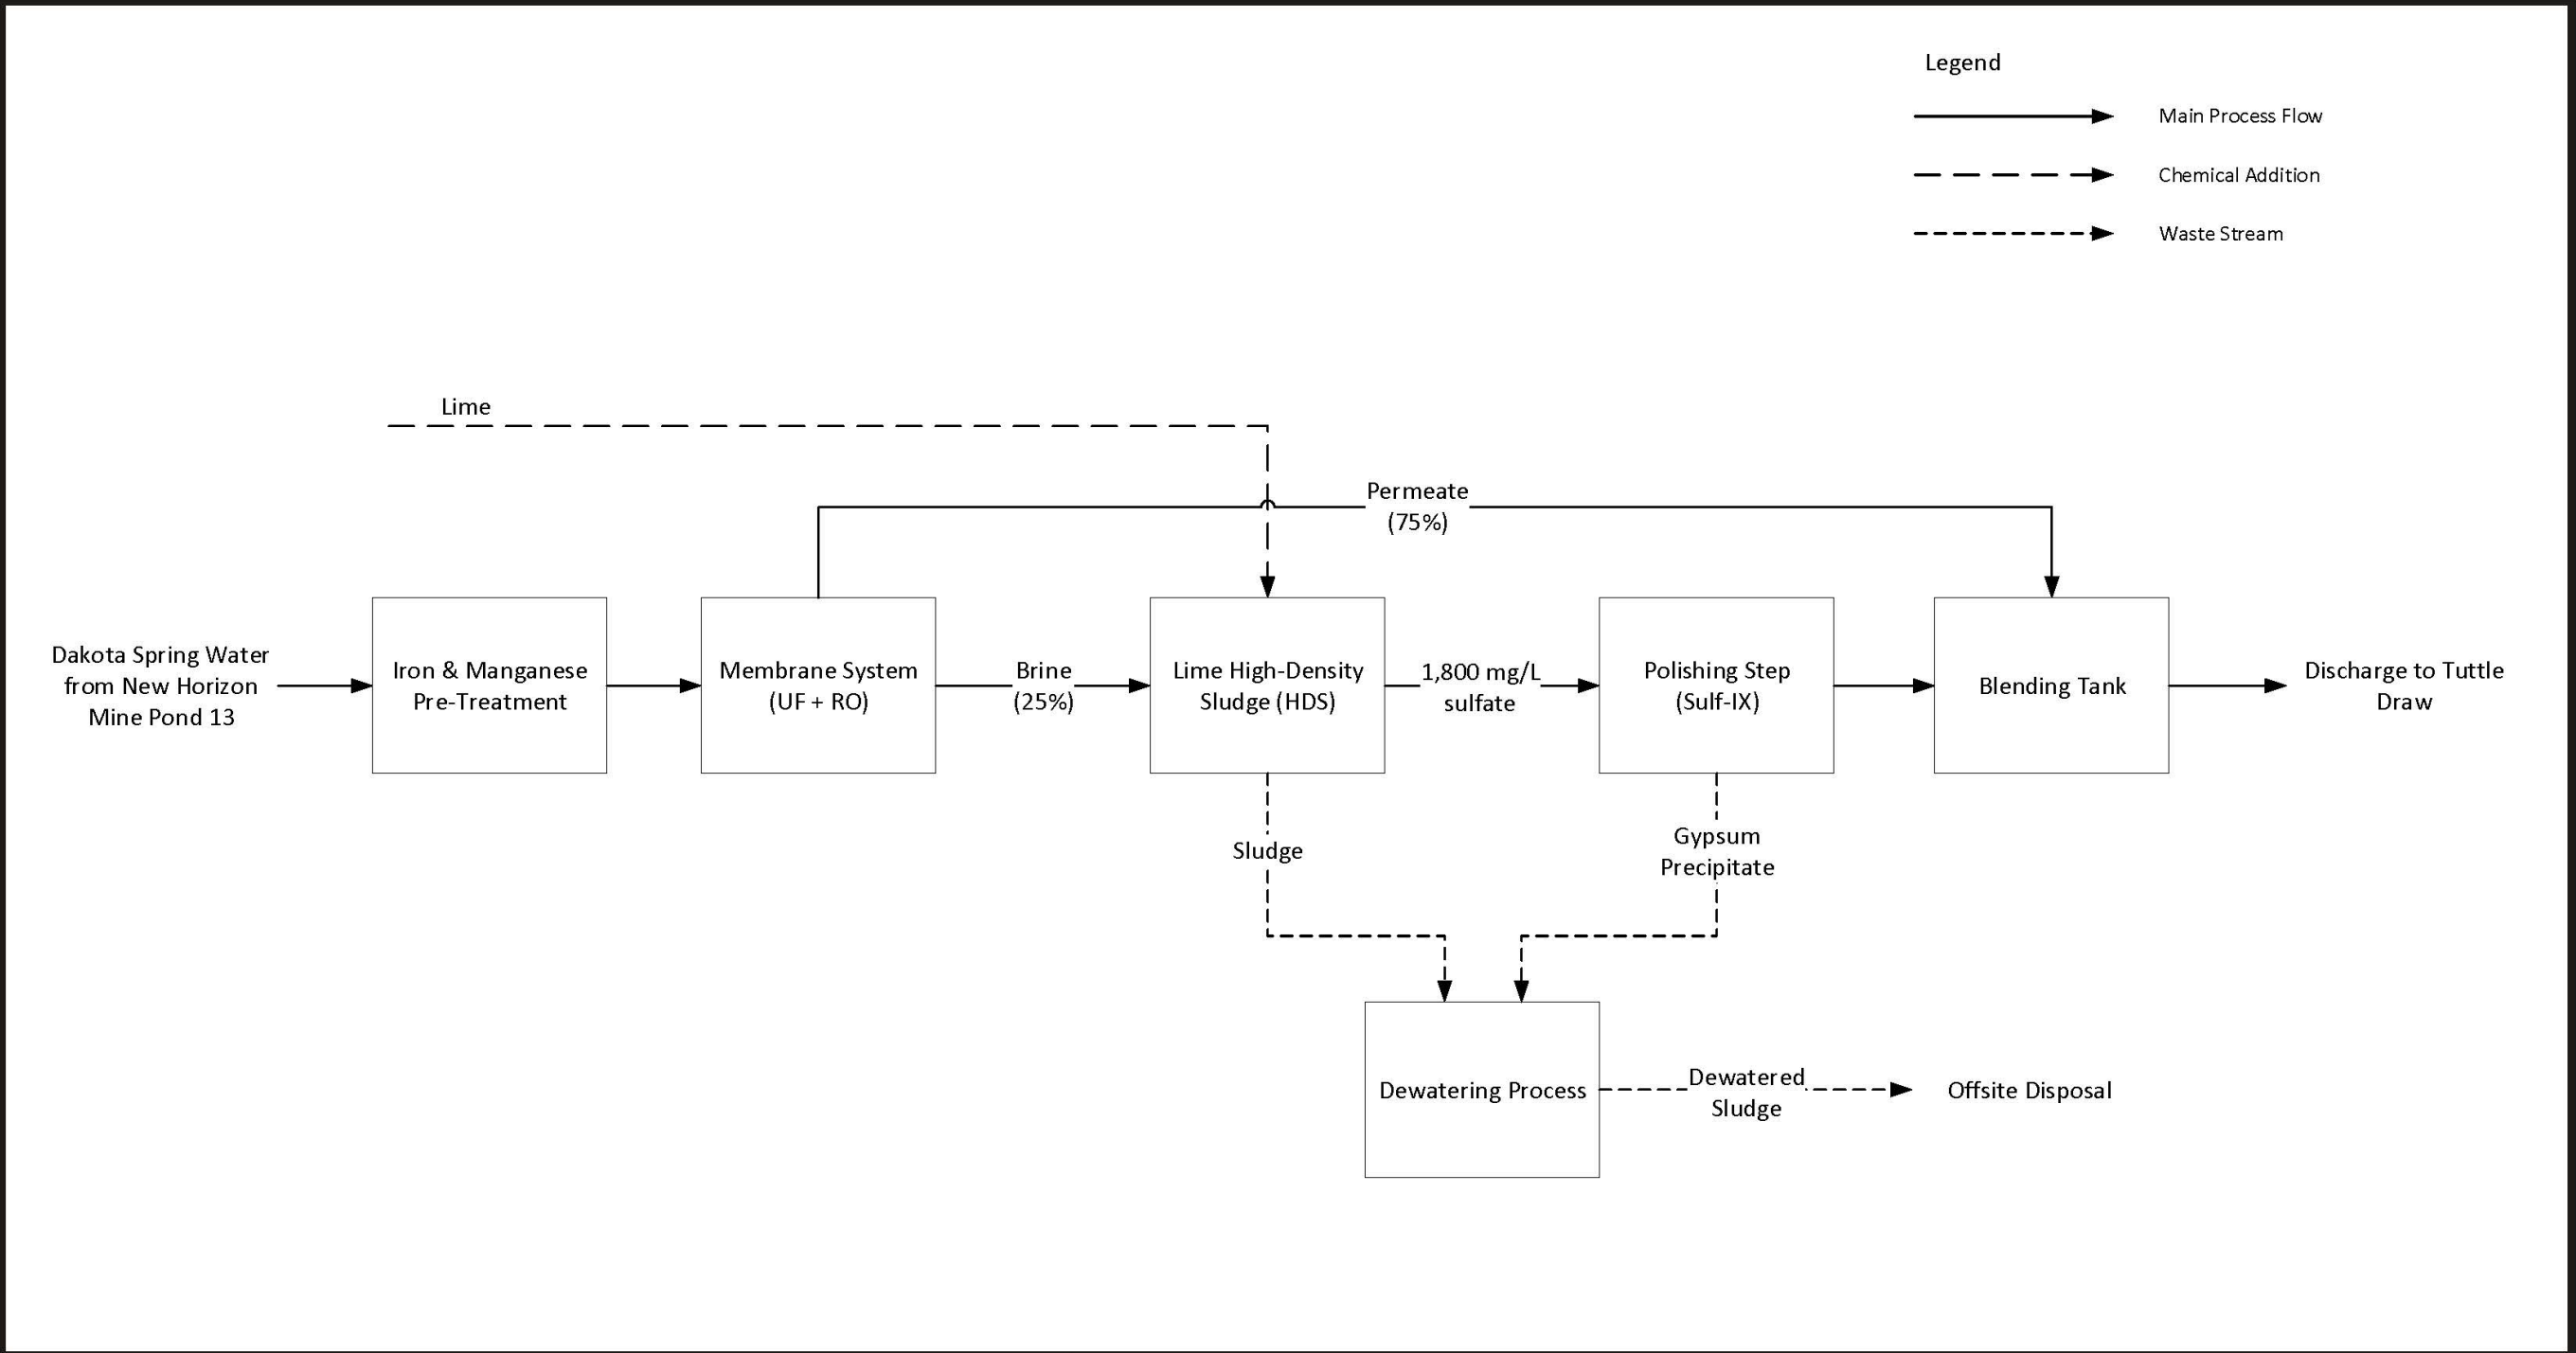 Legend
Main Process Flow
Chemical Addition
Waste Stream
Lime
Permeate
(75%)
Dakota Spring Water
from New Horizon
Mine Pond 13
Iron & Manganese
Pre-Treatment
Membrane System
(UF + RO)
Brine
(25%)
Lime High-Density
Sludge (HDS)
1,800 mg/L
sulfate
Polishing Step
(Sulf-IX)
Blending Tank
Discharge to Tuttle
Draw
Sludge
Gypsum
Precipitate
Dewatering Process
Dewatered
Sludge
Offsite Disposal